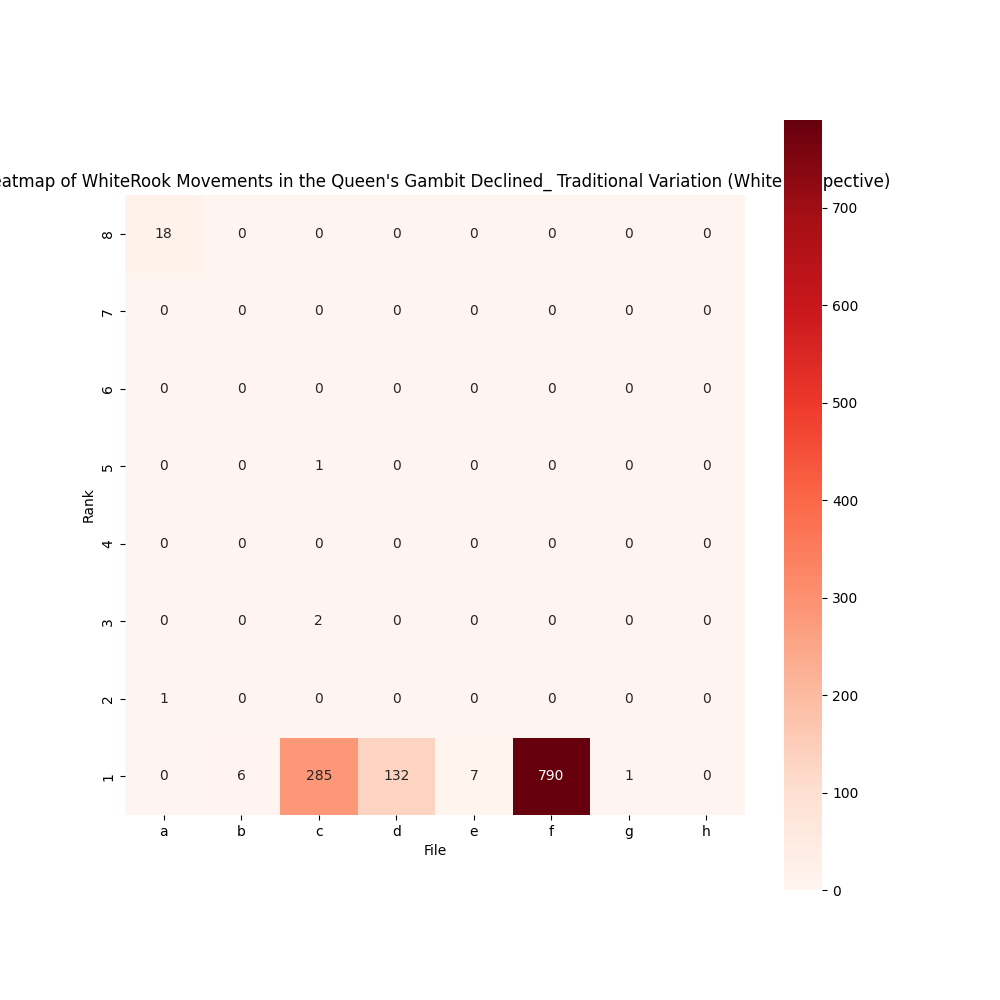 eatmap of WhiteRook Movements in the Queen's Gambit Declined_ Traditional Variation (White pective)
700
8 18 0 0 0 0 0 0 0
7 0 0 0 0 0 0 0 0
600
6 0 0 0 0 0 0 0 0
500
5 0 0 1 0 0 0 0 0
Rank
400
4 0 0 0 0 0 0 0 0
300
3 0 0 2 0 0 0 0 0
200
2 1 0 0 0 0 0 0 0
1 0 6 285 132 7 790 1 0
100
a b c d e f g h
File
0